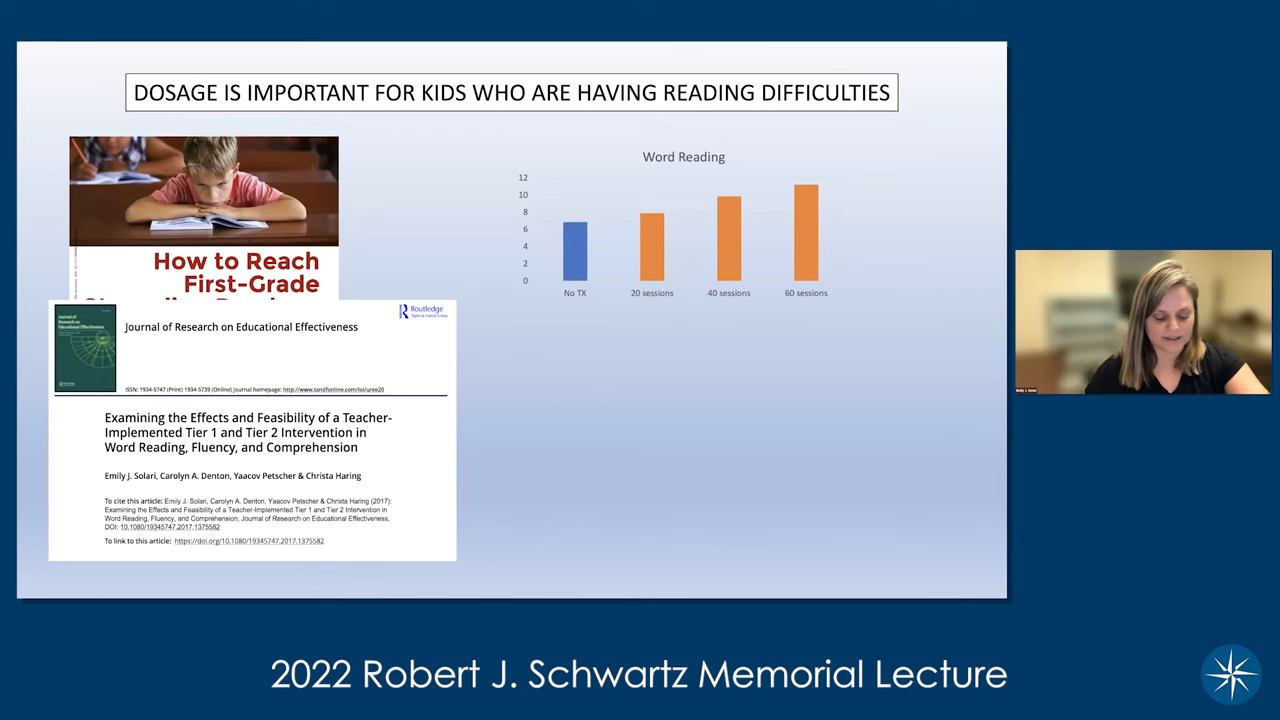 DOSAGE IS IMPORTANT FOR KIDS WHO ARE HAVING READING DIFFICULTIES
How to Reach
First-Grade
Journal of Research on Educational Effectiveness
Routledge
Taylor & Francis Group
ISSN: 1934-5747 (Print) 1934-5739 (Online) Journal homepage: http://www.tandfonline.com/loi/uree20
Examining the Effects and Feasibility of a Teacher-
Implemented Tier 1 and Tier 2 Intervention in
Word Reading, Fluency, and Comprehension
Emily J. Solari, Carolyn A. Denton, Yaacov Petscher & Christa Haring
To cite this article: Emily J. Solari, Carolyn A. Denton, Yaacov Petscher & Christa Haring (2017):
Examining the Effects and Feasibility of a Teacher-Implemented Tier 1 and Tier 2 Intervention in
Word Reading, Fluency, and Comprehension, Journal of Research on Educational Effectiveness,
DOI: 10.1080/19345747.2017.1375582
To link to this article: https://doi.org/10.1080/19345747.2017.1375582
Word Reading
12
10
8
6
4
2
0
No TX 20 sessions 40 sessions 60 sessions
2022 Robert J. Schwartz Memorial Lecture